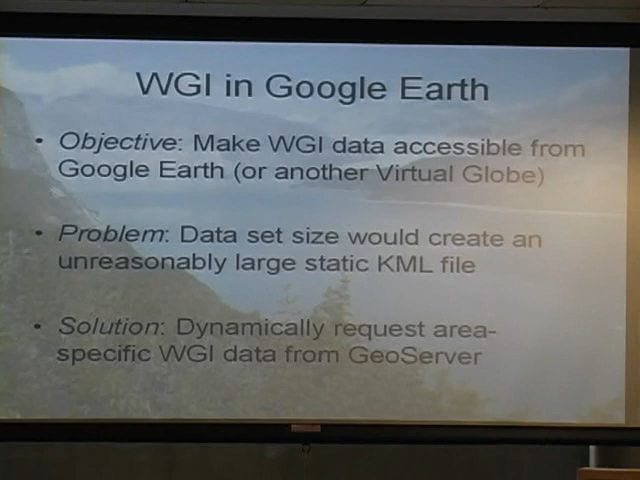 WGI in Google Earth
• Objective: Make WGI data accessible from
Google Earth (or another Virtual Globe)
• Problem: Data set size would create an
unreasonably large static KML file
• Solution: Dynamically request area-
specific WGI data from GeoServer